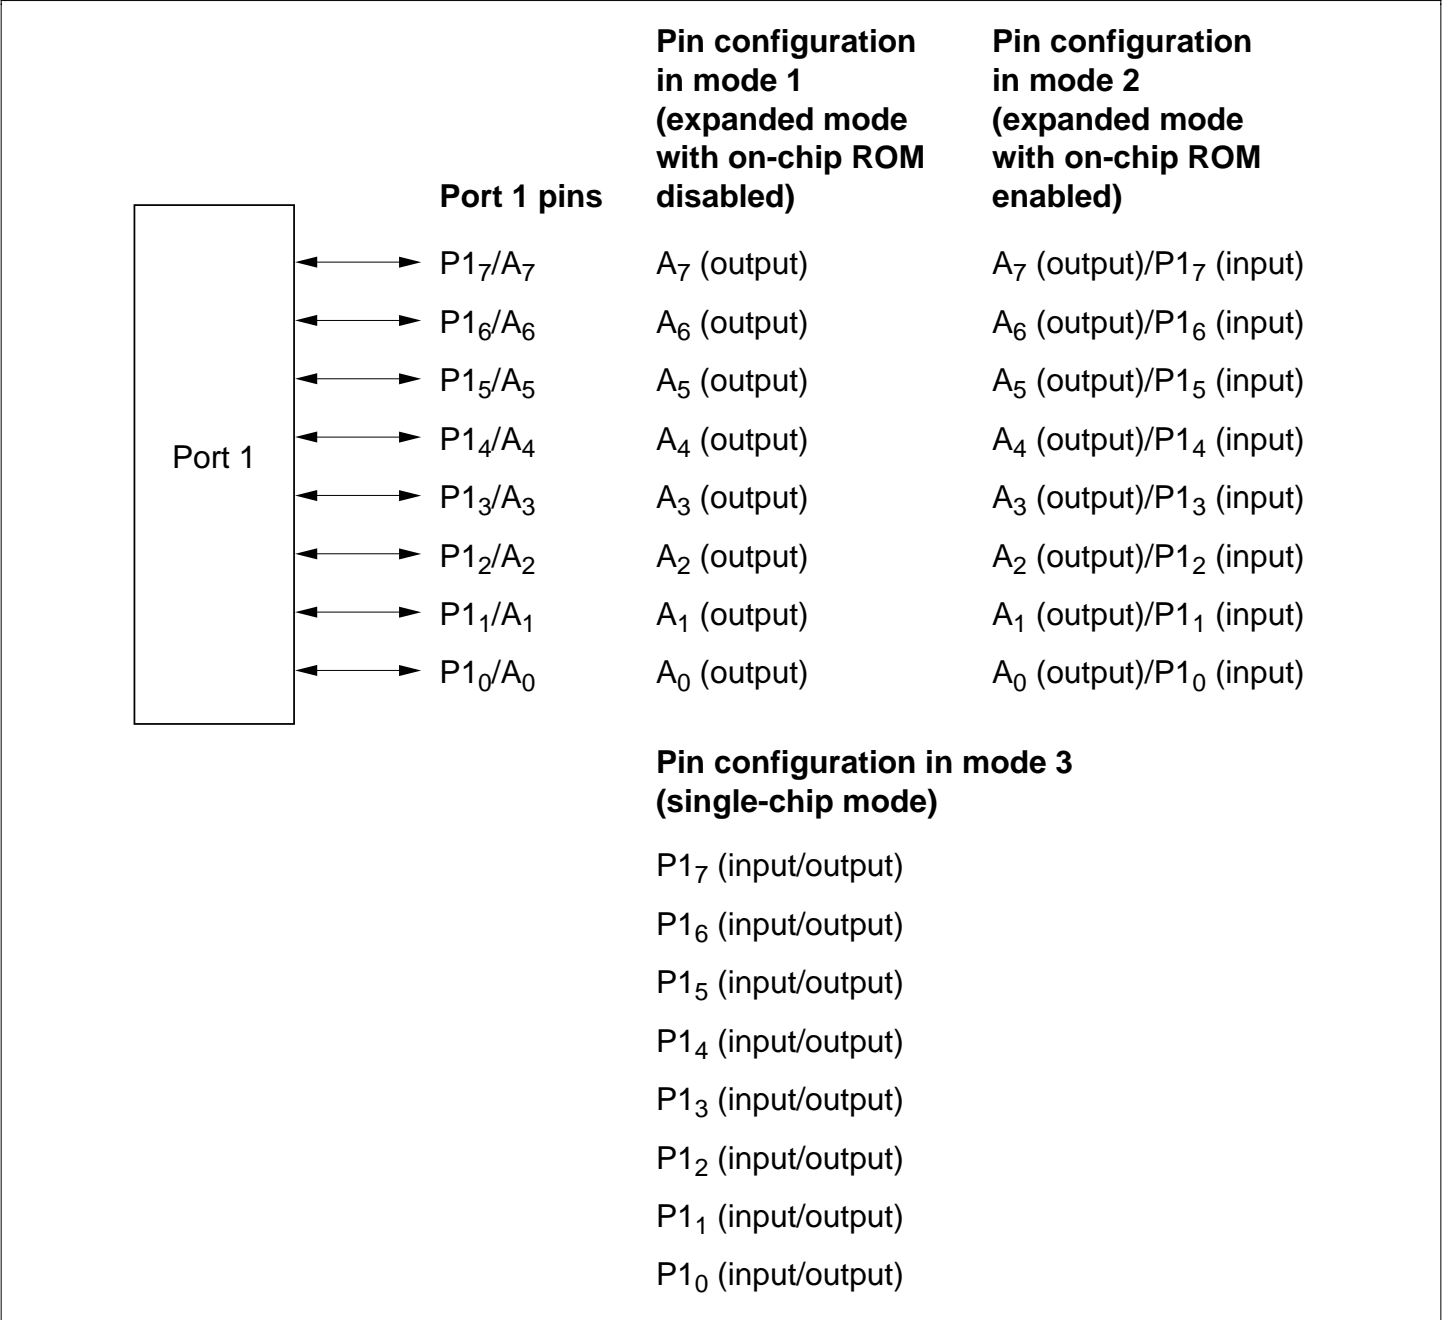 Pin configuration
in mode 1
(expanded mode
with on-chip ROM
disabled)
Pin configuration
in mode 2
(expanded mode
with on-chip ROM
enabled)
Port 1 pins
Port 1
P1₇/A₇ A₇ (output) A₇ (output)/P1₇ (input)
P1₆/A₆ A₆ (output) A₆ (output)/P1₆ (input)
P1₅/A₅ A₅ (output) A₅ (output)/P1₅ (input)
P1₄/A₄ A₄ (output) A₄ (output)/P1₄ (input)
P1₃/A₃ A₃ (output) A₃ (output)/P1₃ (input)
P1₂/A₂ A₂ (output) A₂ (output)/P1₂ (input)
P1₁/A₁ A₁ (output) A₁ (output)/P1₁ (input)
P1₀/A₀ A₀ (output) A₀ (output)/P1₀ (input)
Pin configuration in mode 3
(single-chip mode)
P1₇ (input/output)
P1₆ (input/output)
P1₅ (input/output)
P1₄ (input/output)
P1₃ (input/output)
P1₂ (input/output)
P1₁ (input/output)
P1₀ (input/output)